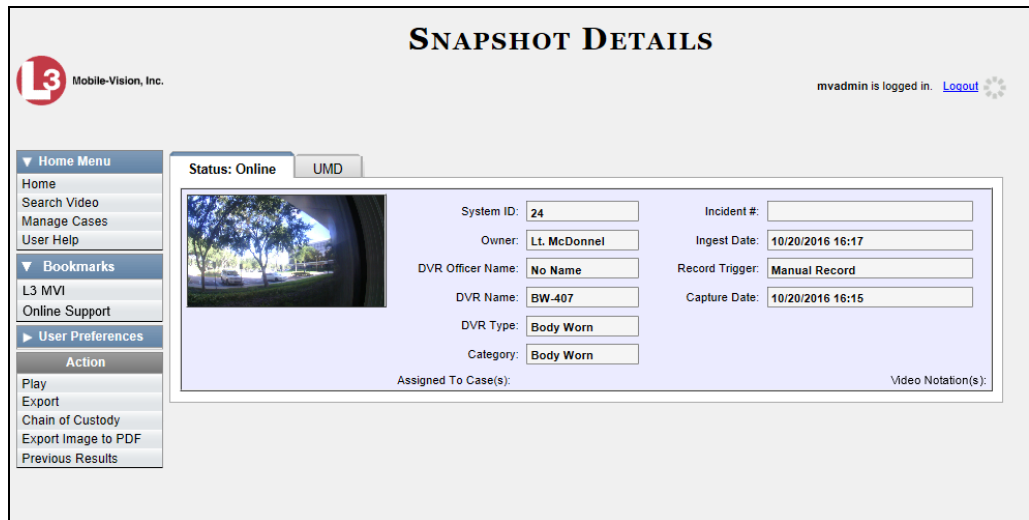 SNAPSHOT DETAILS
L3 Mobile-Vision, Inc.
mvadmin is logged in. Logout
▼ Home Menu
Home
Search Video
Manage Cases
User Help
▼ Bookmarks
L3 MVI
Online Support
▶ User Preferences
Action
Play
Export
Chain of Custody
Export Image to PDF
Previous Results
Status: Online UMD
System ID: 24 Incident #:
Owner: Lt. McDonnel Ingest Date: 10/20/2016 16:17
DVR Officer Name: No Name Record Trigger: Manual Record
DVR Name: BW-407 Capture Date: 10/20/2016 16:15
DVR Type: Body Worn
Category: Body Worn
Assigned To Case(s): Video Notation(s):